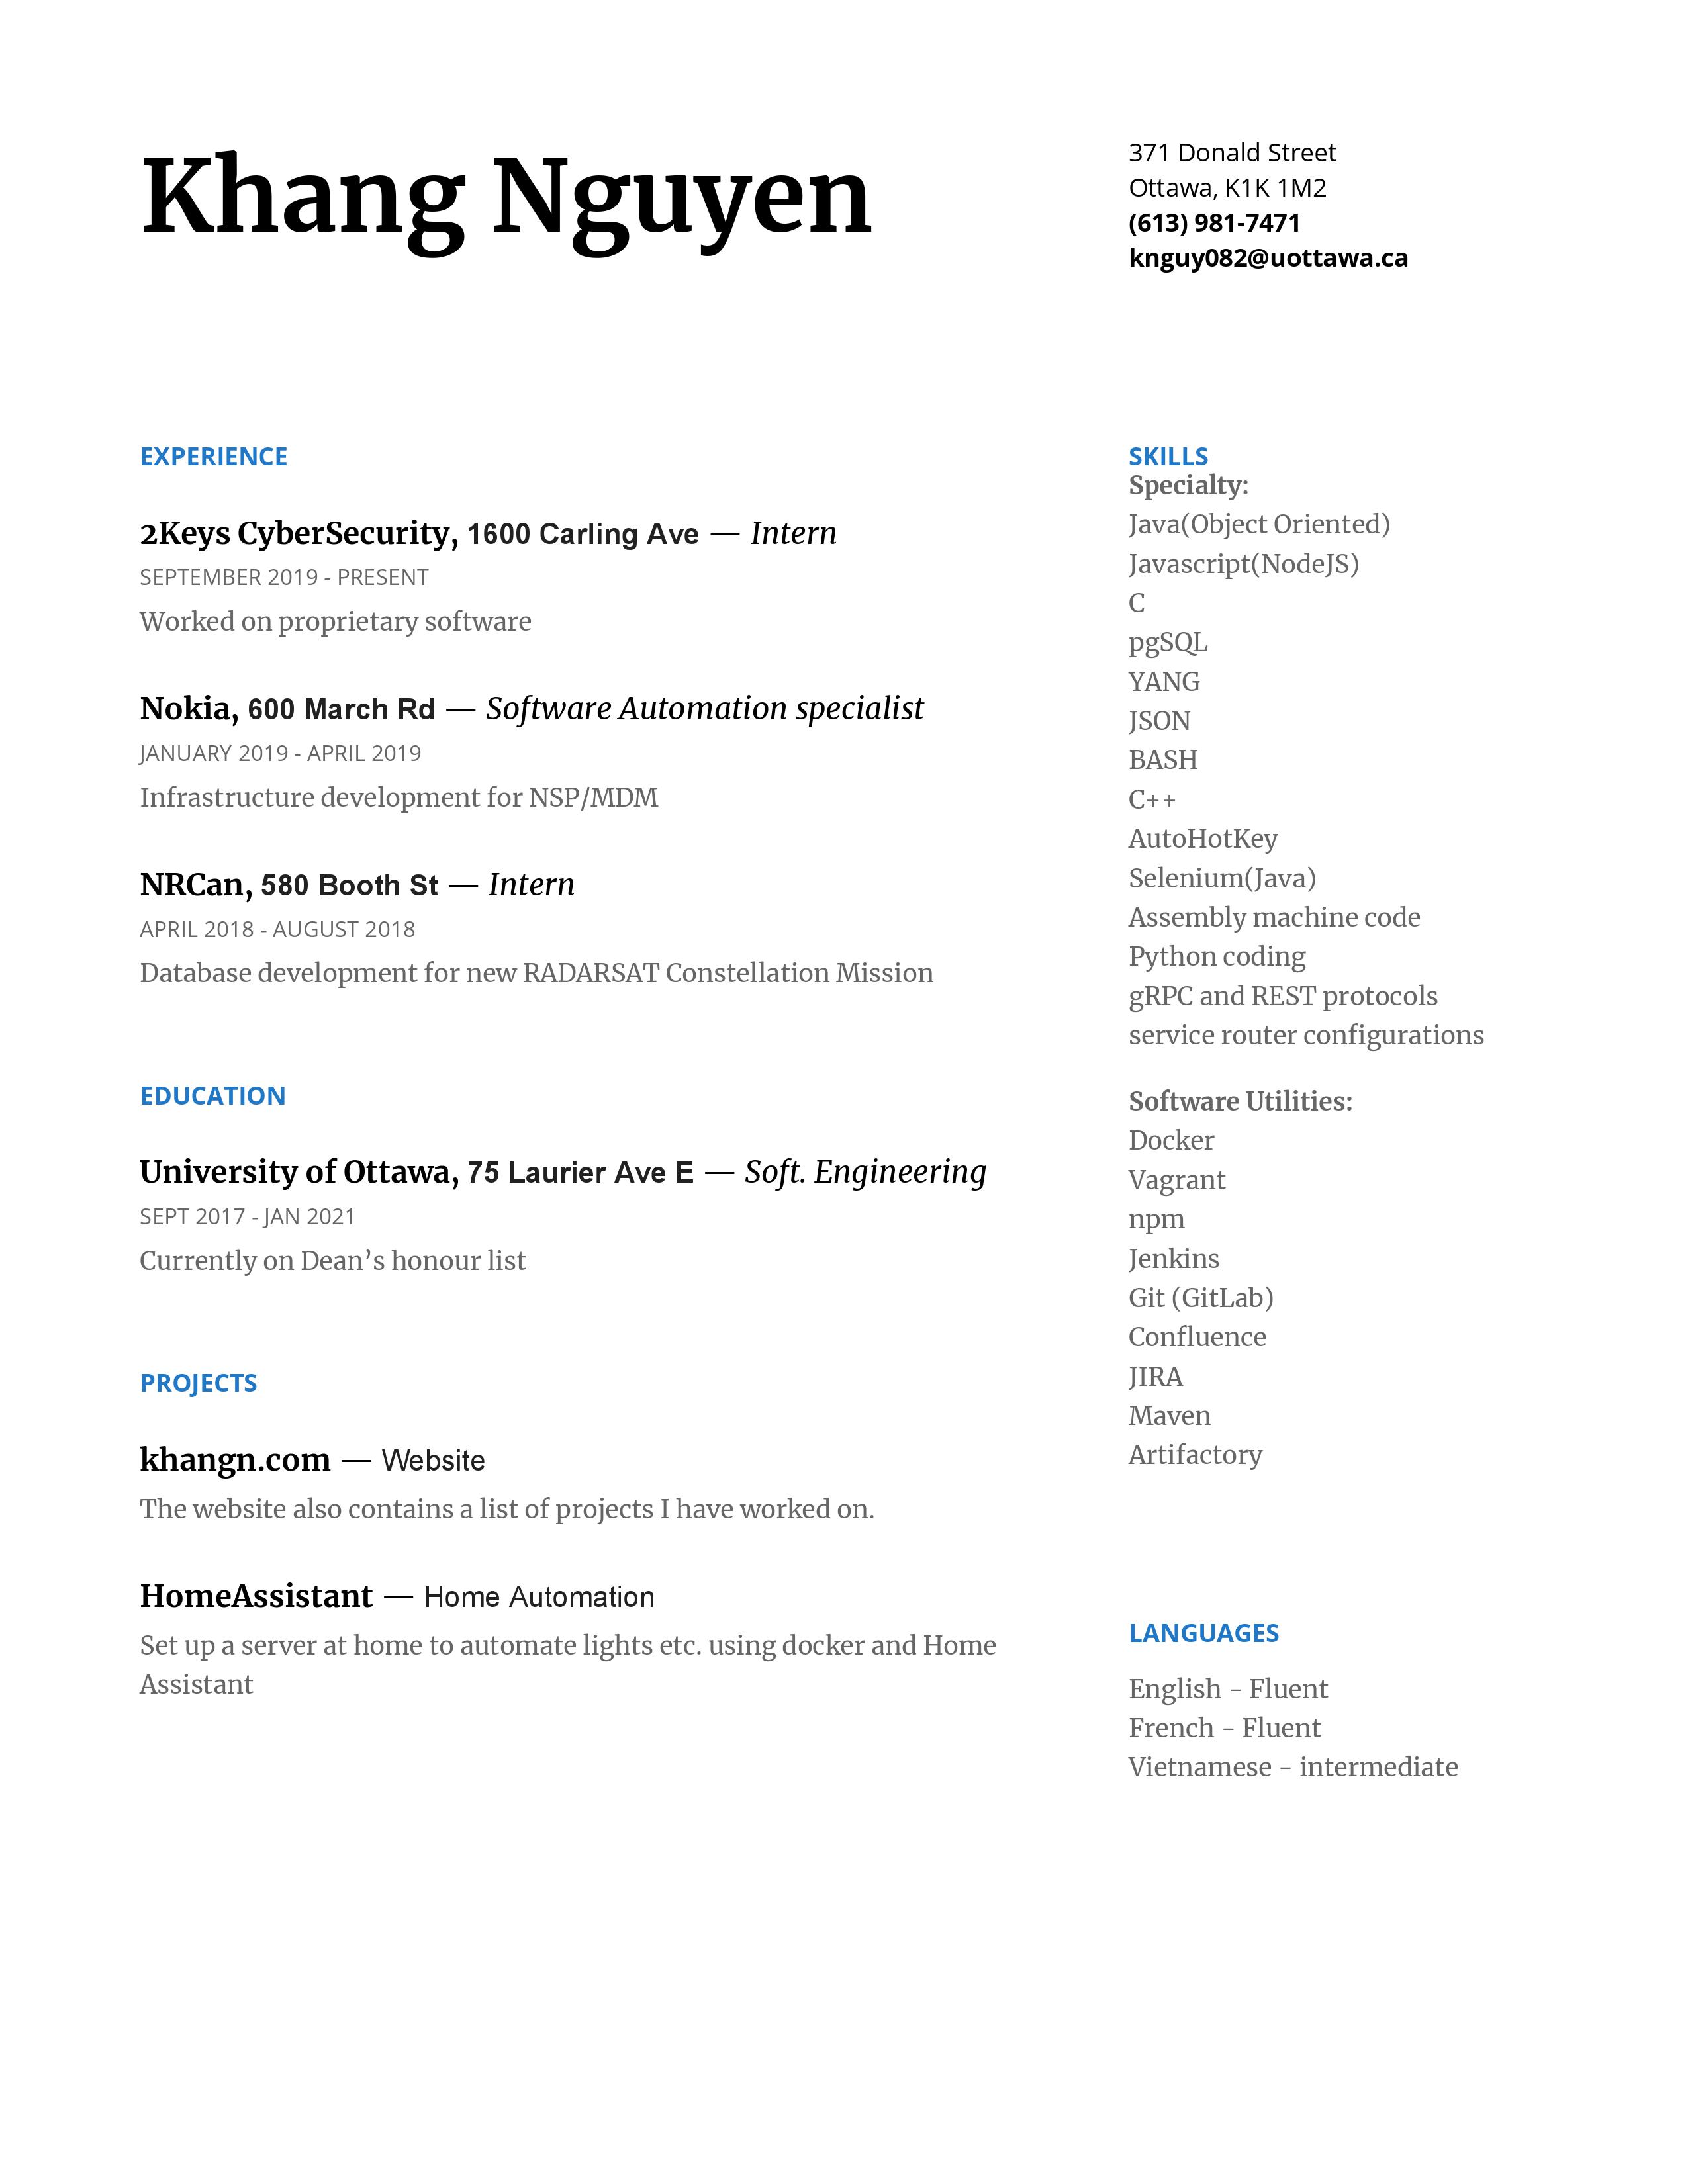 Khang Nguyen
371 Donald Street
Ottawa, K1K 1M2
(613) 981-7471
knguy082@uottawa.ca
EXPERIENCE
2Keys CyberSecurity, 1600 Carling Ave — Intern
SEPTEMBER 2019 - PRESENT
Worked on proprietary software
Nokia, 600 March Rd — Software Automation specialist
JANUARY 2019 - APRIL 2019
Infrastructure development for NSP/MDM
NRCan, 580 Booth St — Intern
APRIL 2018 - AUGUST 2018
Database development for new RADARSAT Constellation Mission
EDUCATION
University of Ottawa, 75 Laurier Ave E — Soft. Engineering
SEPT 2017 - JAN 2021
Currently on Dean’s honour list
PROJECTS
khangn.com — Website
The website also contains a list of projects I have worked on.
HomeAssistant — Home Automation
Set up a server at home to automate lights etc. using docker and Home
Assistant
SKILLS
Specialty:
Java(Object Oriented)
Javascript(NodeJS)
C
pgSQL
YANG
JSON
BASH
C++
AutoHotKey
Selenium(Java)
Assembly machine code
Python coding
gRPC and REST protocols
service router configurations
Software Utilities:
Docker
Vagrant
npm
Jenkins
Git (GitLab)
Confluence
JIRA
Maven
Artifactory
LANGUAGES
English - Fluent
French - Fluent
Vietnamese - intermediate